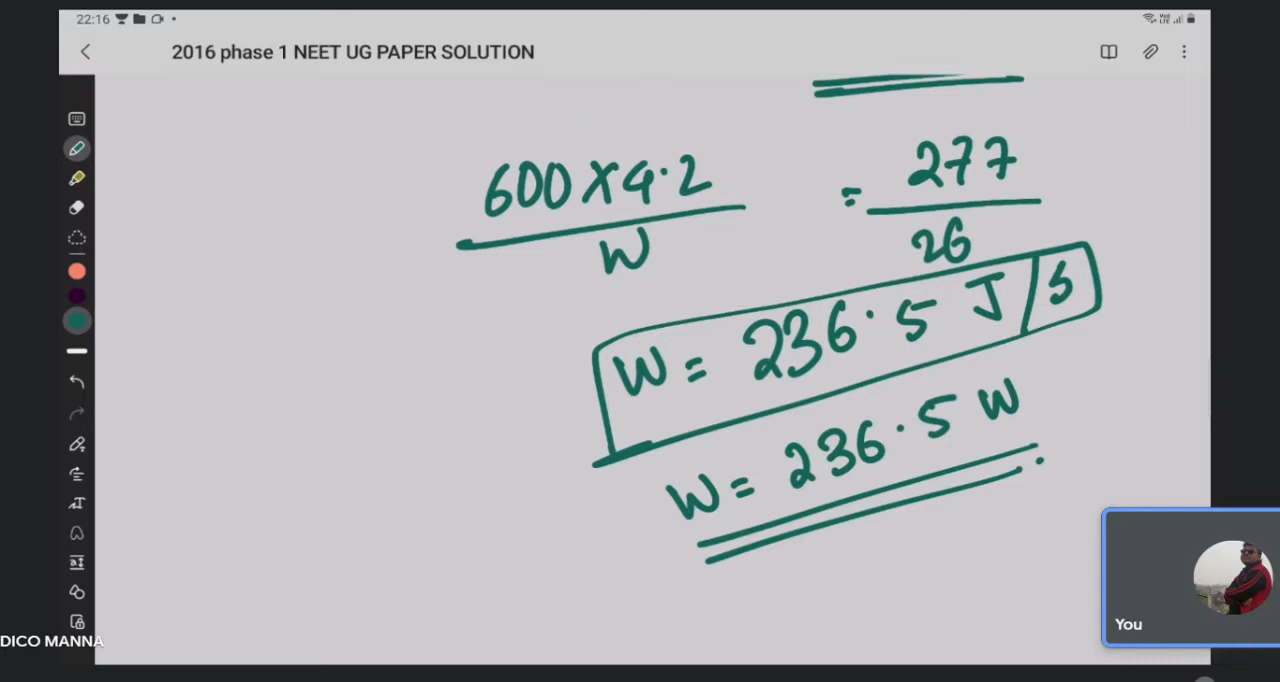 22:16
2016 phase 1 NEET UG PAPER SOLUTION
600 X 4.2 / W = 277 / 26
W = 236.5 J/s
W = 236.5 W
You
DICO MANNA